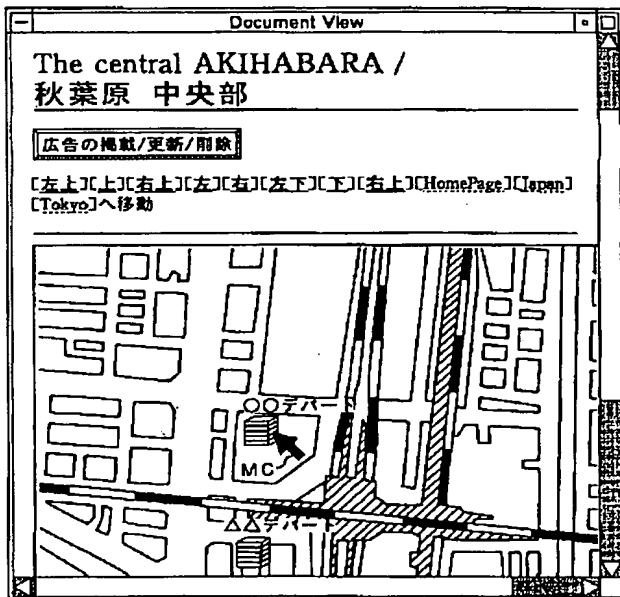 Document View
The central AKIHABARA /
秋葉原 中央部
広告の掲載/更新/削除
[左上][上][右上][左][右][左下][下][右上][HomePage][Japan]
[Tokyo]へ移動
○○デパート
MC
△△デパート